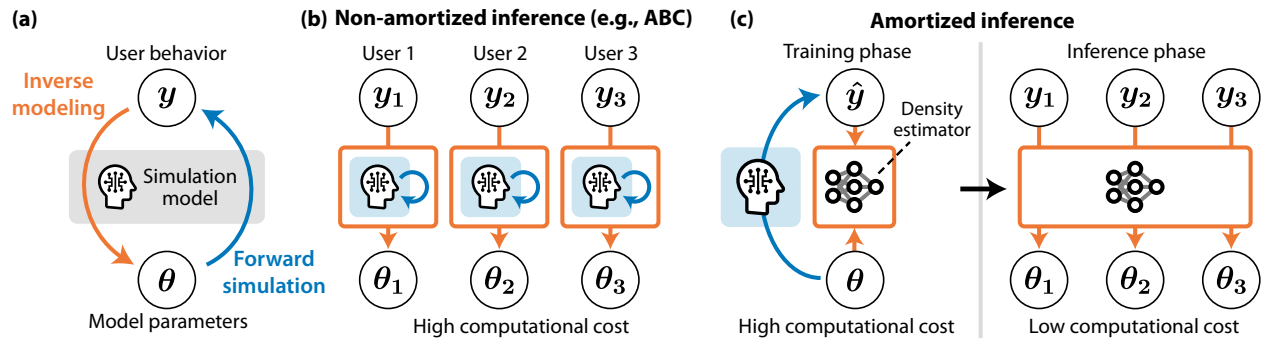 (a)
User behavior
y
Inverse
modeling
Simulation
model
Forward
simulation
θ
Model parameters
(b) Non-amortized inference (e.g., ABC)
User 1 User 2 User 3
y₁ y₂ y₃
θ₁ θ₂ θ₃
High computational cost
(c) Amortized inference
Training phase
ŷ
Density
estimator
θ
High computational cost
Inference phase
y₁ y₂ y₃
θ₁ θ₂ θ₃
Low computational cost